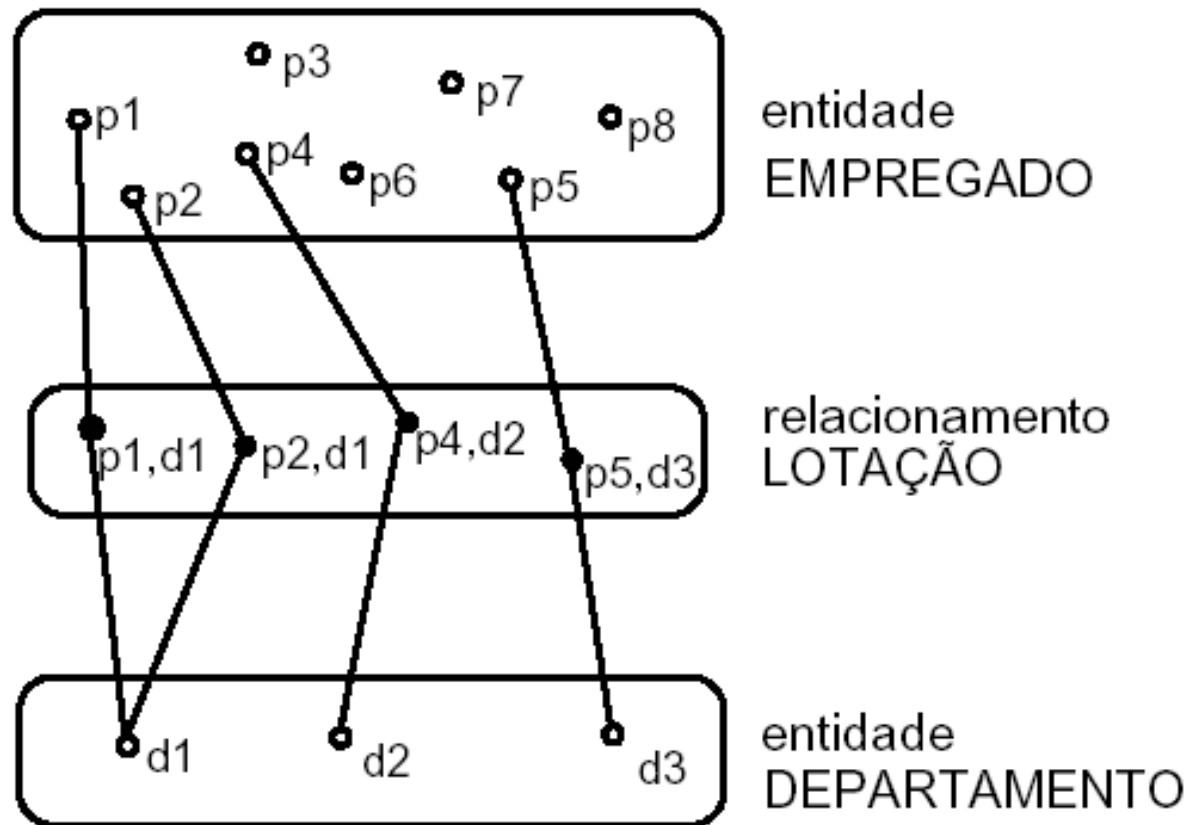 p3
p7
p1
p8
entidade
p4
p6
p5
EMPREGADO
p2
relacionamento
p1,d1
p2,d1
p4,d2
p5,d3
LOTAÇÃO
entidade
d1
d2
d3
DEPARTAMENTO